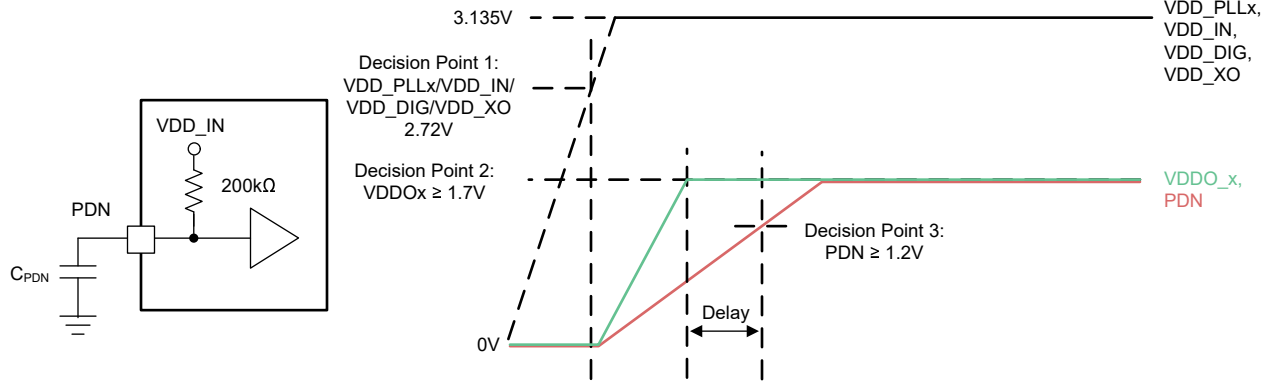 VDD_IN
200kΩ
PDN
CPDN
3.135V
Decision Point 1:
VDD_PLLx/VDD_IN/
VDD_DIG/VDD_XO
2.72V
Decision Point 2:
VDDOx ≥ 1.7V
0V
Delay
Decision Point 3:
PDN ≥ 1.2V
VDD_PLLx,
VDD_IN,
VDD_DIG,
VDD_XO
VDDO_x,
PDN